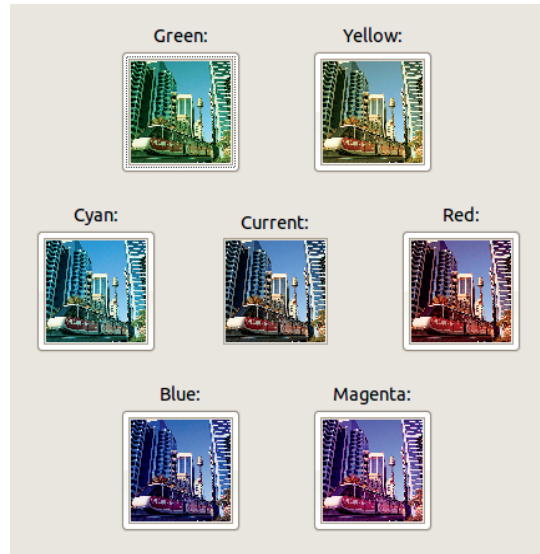 Green:
Yellow:
Cyan:
Current:
Red:
Blue:
Magenta: